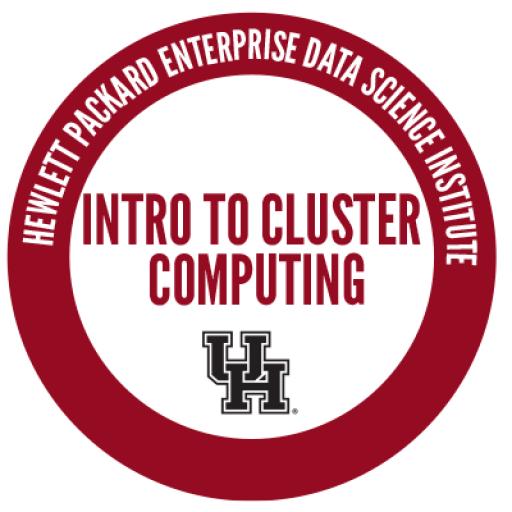 HEWLETT PACKARD ENTERPRISE DATA SCIENCE INSTITUTE
INTRO TO CLUSTER
COMPUTING
UH®